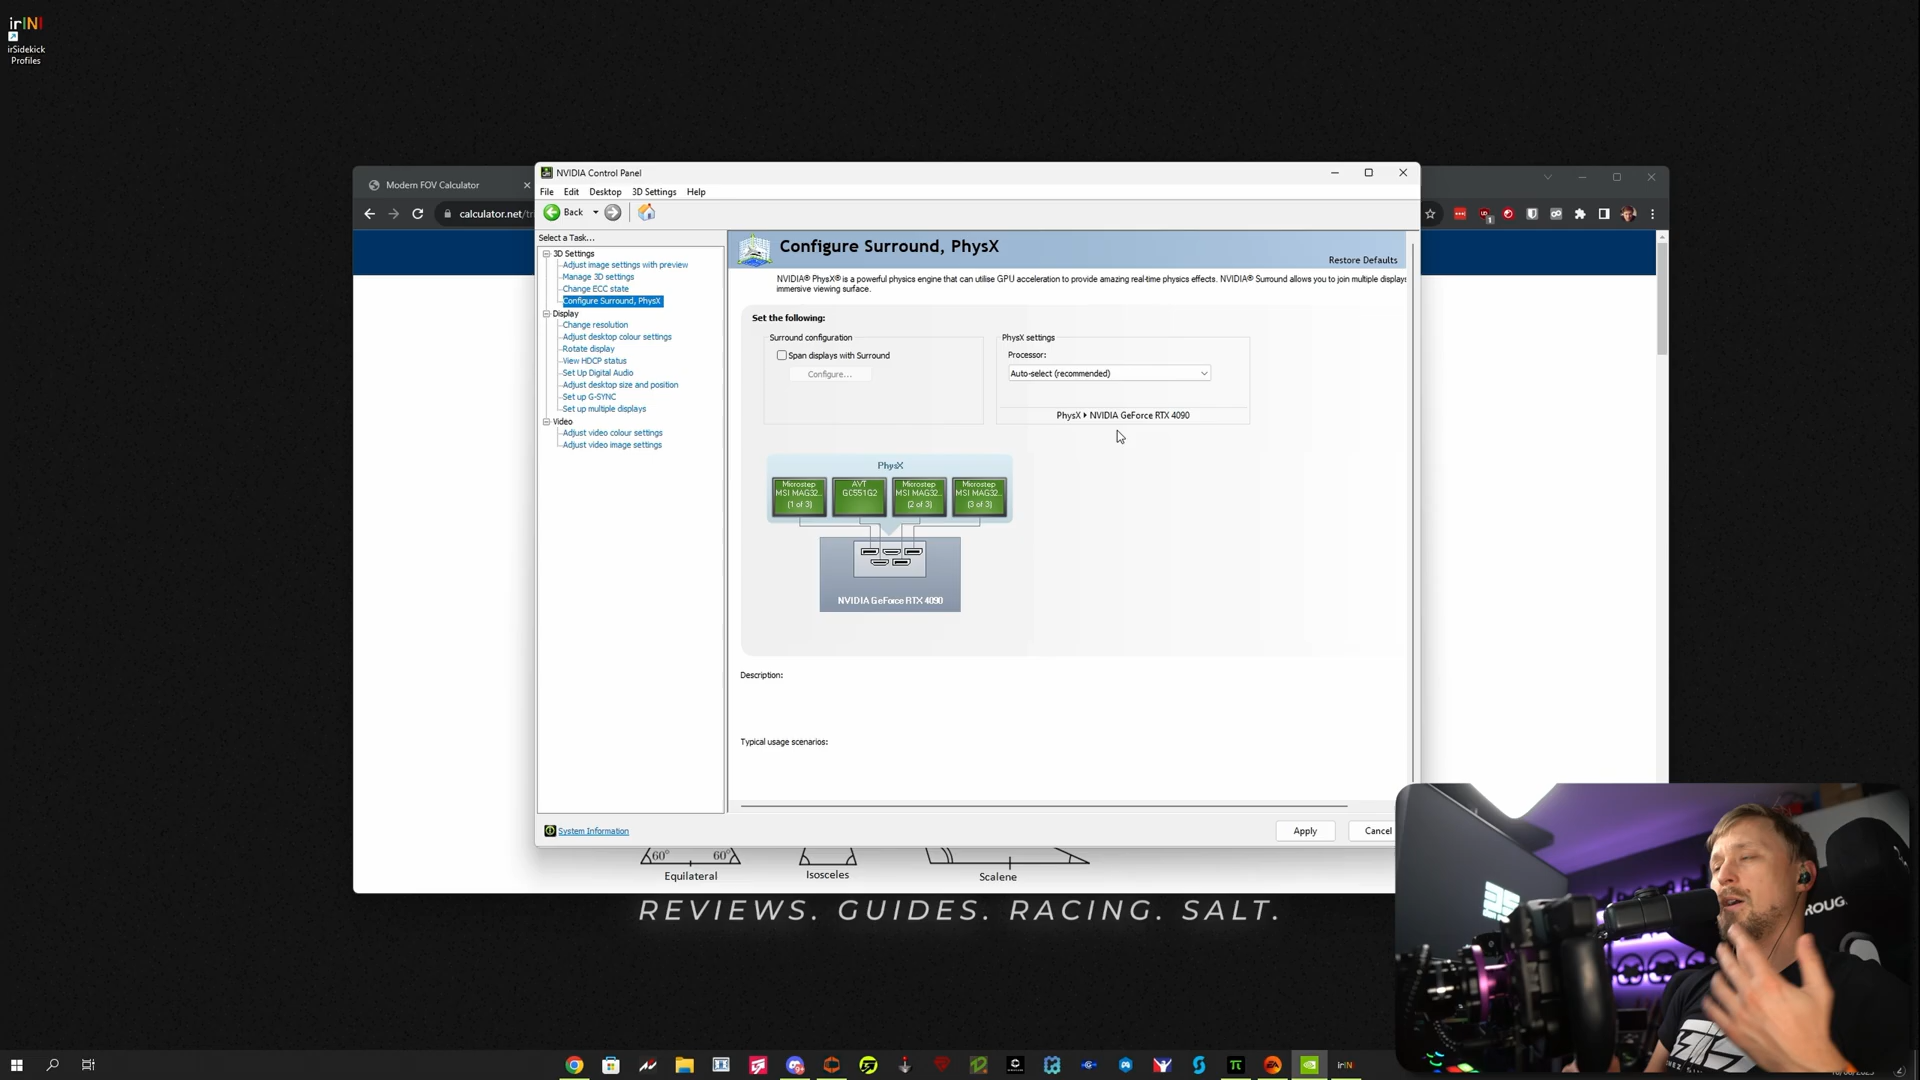 irINI
irSidekick
Profiles
Modern FOV Calculator
calculator.net/tri
NVIDIA Control Panel
File Edit Desktop 3D Settings Help
Back
Select a Task...
3D Settings
Adjust image settings with preview
Manage 3D settings
Change ECC state
Configure Surround, PhysX
Display
Change resolution
Adjust desktop colour settings
Rotate display
View HDCP status
Set Up Digital Audio
Adjust desktop size and position
Set up G-SYNC
Set up multiple displays
Video
Adjust video colour settings
Adjust video image settings
System Information
Configure Surround, PhysX
Restore Defaults
NVIDIA® PhysX® is a powerful physics engine that can utilise GPU acceleration to provide amazing real-time physics effects. NVIDIA® Surround allows you to join multiple displays
immersive viewing surface.
Set the following:
Surround configuration
Span displays with Surround
Configure...
PhysX settings
Processor:
Auto-select (recommended)
PhysX NVIDIA GeForce RTX 4090
PhysX
Microstep
MSI MAG32...
(1 of 3)
AVT
GC551G2
Microstep
MSI MAG32...
(2 of 3)
Microstep
MSI MAG32...
(3 of 3)
NVIDIA GeForce RTX 4090
Description:
Typical usage scenarios:
Apply
Cancel
60° 60°
Equilateral
Isosceles
Scalene
REVIEWS. GUIDES. RACING. SALT.
ROUG
irINI